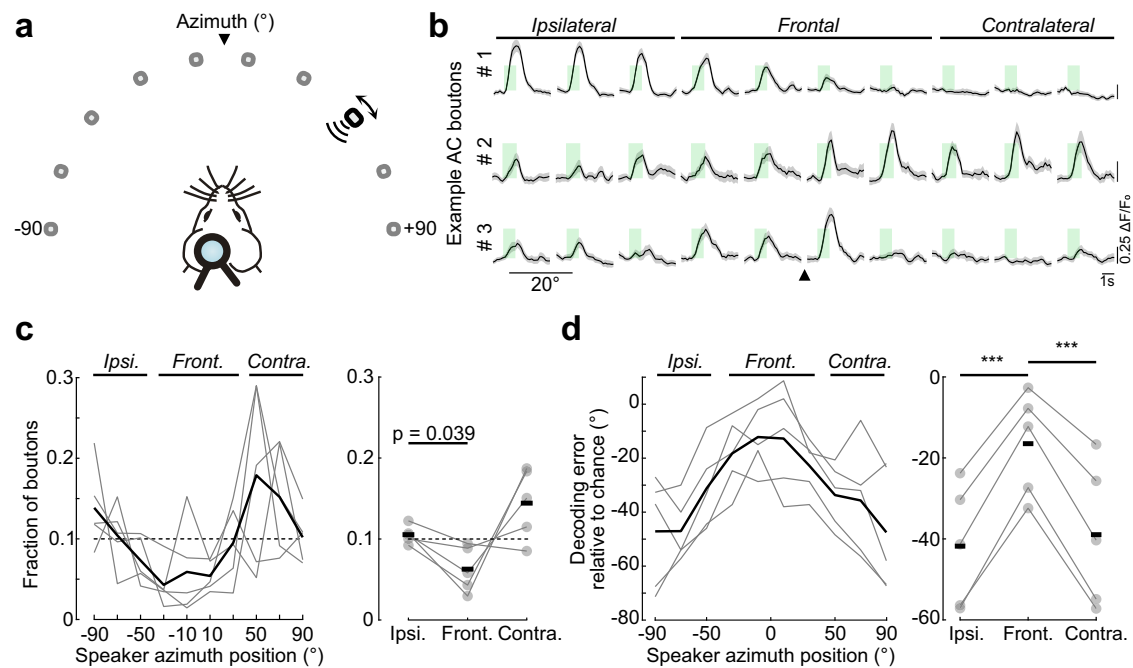 a
Azimuth (°)
-90
+90
b
Ipsilateral
Frontal
Contralateral
Example AC boutons
# 1
# 2
# 3
20°
0.25 ΔF/F₀
1s
c
Ipsi.
Front.
Contra.
Fraction of boutons
0.3
0.2
0.1
0
-90
-50
-10
10
50
90
Speaker azimuth position (°)
0.3
0.2
0.1
0
p = 0.039
Ipsi.
Front.
Contra.
d
Ipsi.
Front.
Contra.
Decoding error
relative to chance (°)
0
-20
-40
-60
-80
-90
-50
0
50
90
Speaker azimuth position (°)
***
***
0
-20
-40
-60
Ipsi.
Front.
Contra.